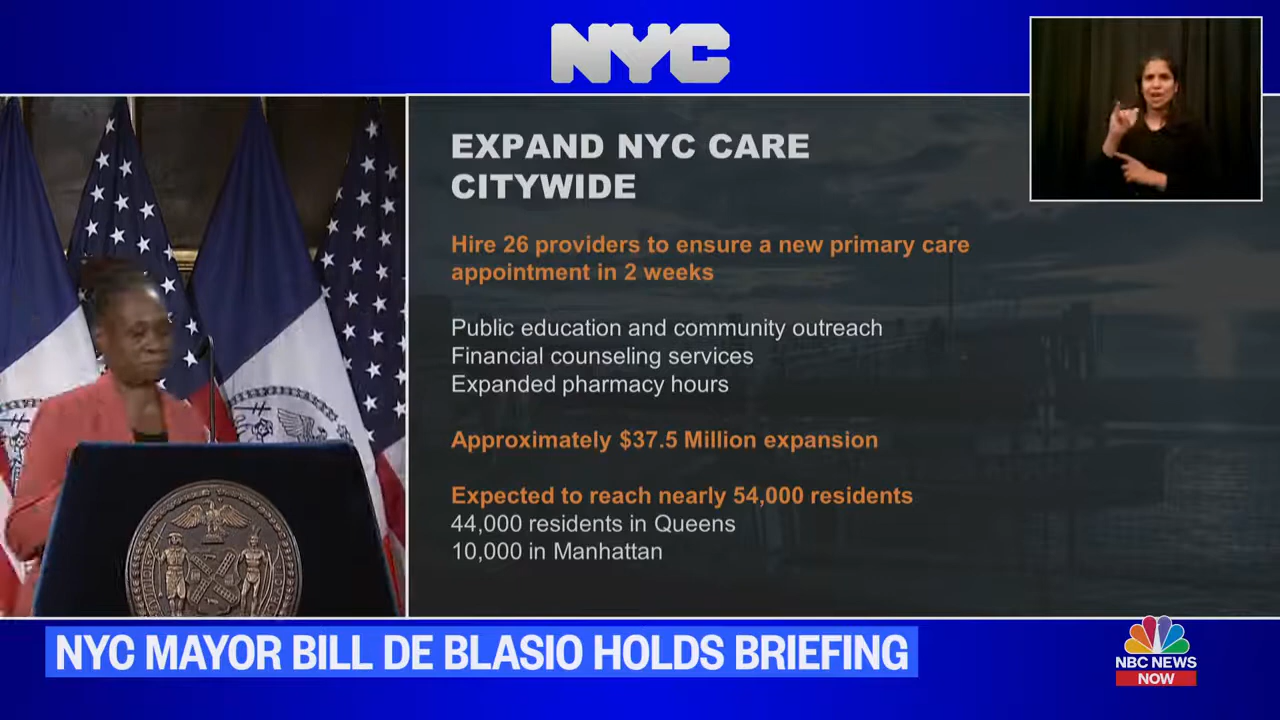 NYC
EXPAND NYC CARE
CITYWIDE
Hire 26 providers to ensure a new primary care
appointment in 2 weeks
Public education and community outreach
Financial counseling services
Expanded pharmacy hours
Approximately $37.5 Million expansion
Expected to reach nearly 54,000 residents
44,000 residents in Queens
10,000 in Manhattan
NYC MAYOR BILL DE BLASIO HOLDS BRIEFING
NBC NEWS
NOW